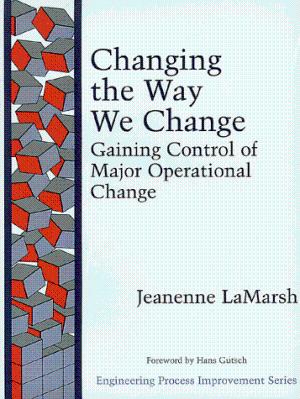 Changing
the Way
We Change
Gaining Control of
Major Operational
Change
Jeanenne LaMarsh
Foreword by Hans Gutsch
Engineering Process Improvement Series